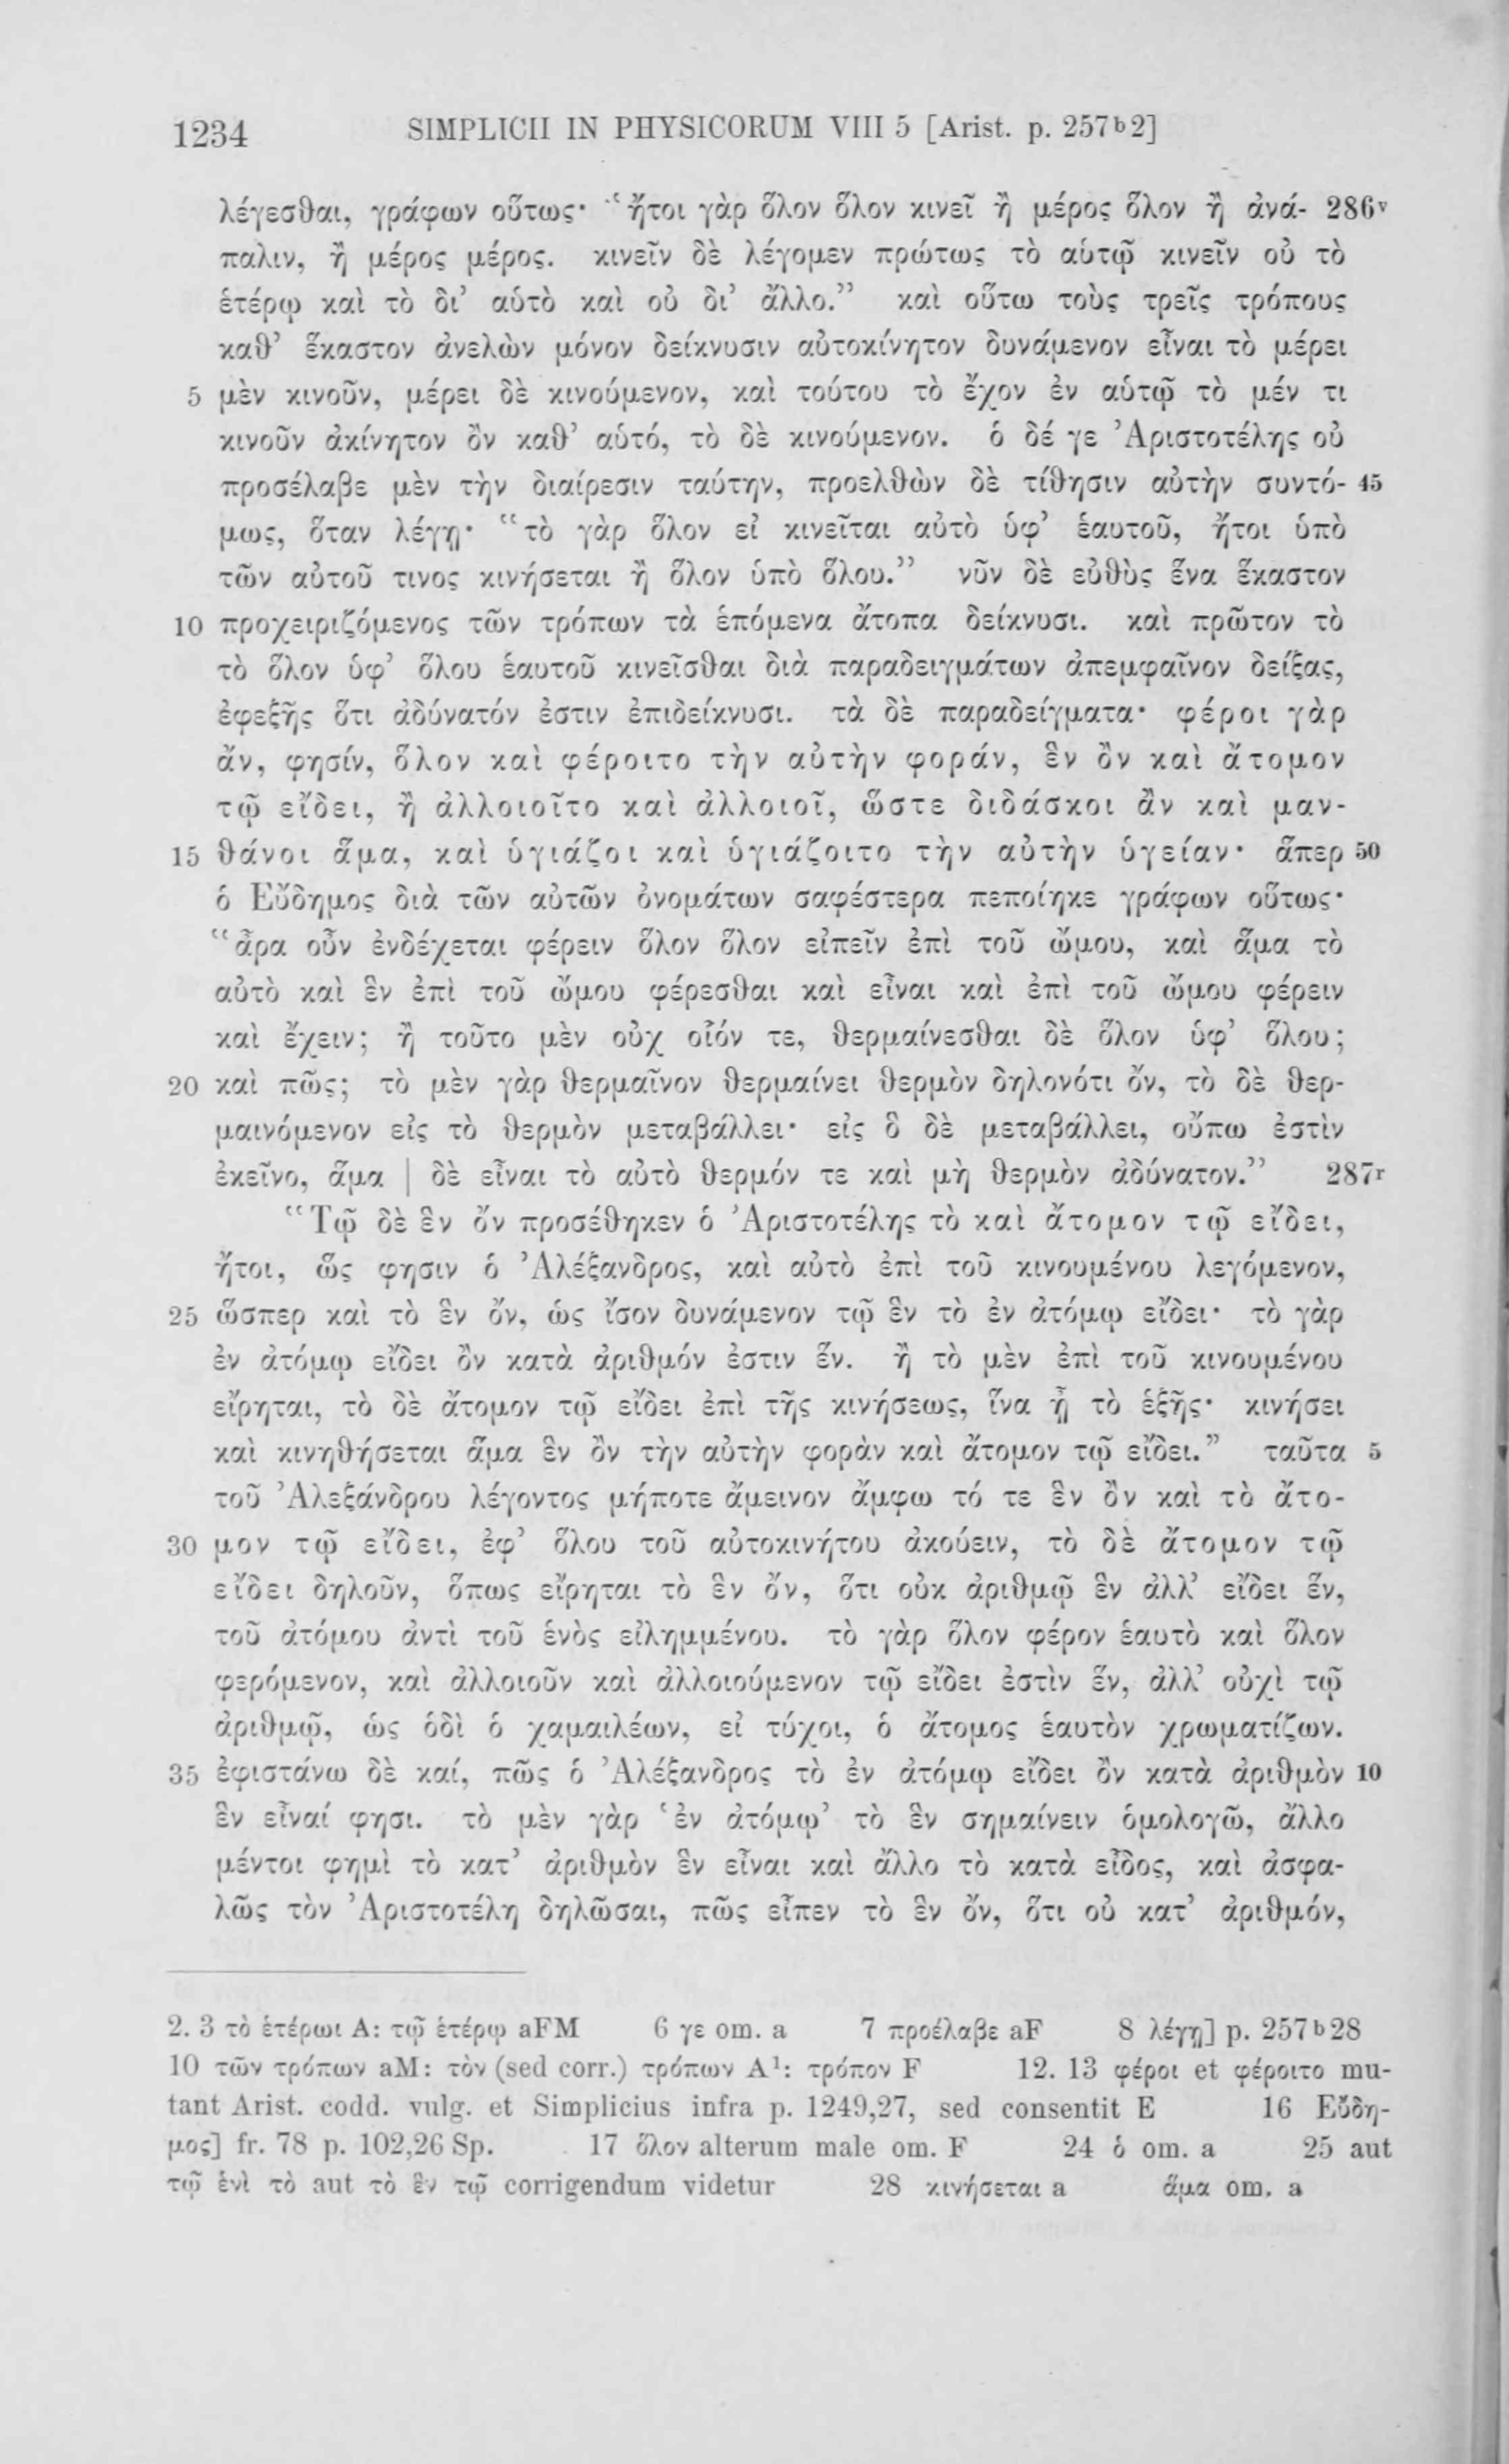 1234 SIMPLICII IN PHYSICORUM VIII 5 [Arist. p. 257b2]
λέγεσθαι, γράφων οὕτως· “ἤτοι γὰρ ὅλον ὅλον κινεῖ ἢ μέρος ὅλον ἢ ἀνά- 286v
παλιν, ἢ μέρος μέρος. κινεῖν δὲ λέγομεν πρώτως τὸ αὑτῷ κινεῖν οὐ τὸ
ἑτέρῳ καὶ τὸ δι’ αὑτὸ καὶ οὐ δι’ ἄλλο.” καὶ οὕτω τοὺς τρεῖς τρόπους
καθ’ ἕκαστον ἀνελὼν μόνον δείκνυσιν αὐτοκίνητον δυνάμενον εἶναι τὸ μέρει
5 μὲν κινοῦν, μέρει δὲ κινούμενον, καὶ τούτου τὸ ἔχον ἐν αὑτῷ τὸ μέν τι
κινοῦν ἀκίνητον ὂν καθ’ αὑτό, τὸ δὲ κινούμενον. ὁ δέ γε Ἀριστοτέλης οὐ
προσέλαβε μὲν τὴν διαίρεσιν ταύτην, προελθὼν δὲ τίθησιν αὐτὴν συντό- 45
μως, ὅταν λέγῃ· “τὸ γὰρ ὅλον εἰ κινεῖται αὐτὸ ὑφ’ ἑαυτοῦ, ἤτοι ὑπὸ
τῶν αὐτοῦ τινος κινήσεται ἢ ὅλον ὑπὸ ὅλου.” νῦν δὲ εὐθὺς ἕνα ἕκαστον
10 προχειριζόμενος τῶν τρόπων τὰ ἑπόμενα ἄτοπα δείκνυσι. καὶ πρῶτον τὸ
τὸ ὅλον ὑφ’ ὅλου ἑαυτοῦ κινεῖσθαι διὰ παραδειγμάτων ἀπεμφαῖνον δείξας,
ἐφεξῆς ὅτι ἀδύνατόν ἐστιν ἐπιδείκνυσι. τὰ δὲ παραδείγματα· φέροι γὰρ
ἄν, φησίν, ὅλον καὶ φέροιτο τὴν αὐτὴν φοράν, ἓν ὂν καὶ ἄτομον
τῷ εἴδει, ἢ ἀλλοιοῖτο καὶ ἀλλοιοῖ, ὥστε διδάσκοι ἂν καὶ μαν-
15 θάνοι ἅμα, καὶ ὑγιάζοι καὶ ὑγιάζοιτο τὴν αὐτὴν ὑγείαν· ἅπερ 50
ὁ Εὔδημος διὰ τῶν αὐτῶν ὀνομάτων σαφέστερα πεποίηκε γράφων οὕτως·
“ἆρα οὖν ἐνδέχεται φέρειν ὅλον ὅλον εἰπεῖν ἐπὶ τοῦ ὤμου, καὶ ἅμα τὸ
αὐτὸ καὶ ἓν ἐπὶ τοῦ ὤμου φέρεσθαι καὶ εἶναι καὶ ἐπὶ τοῦ ὤμου φέρειν
καὶ ἔχειν; ἢ τοῦτο μὲν οὐχ οἷόν τε, θερμαίνεσθαι δὲ ὅλον ὑφ’ ὅλου;
20 καὶ πῶς; τὸ μὲν γὰρ θερμαῖνον θερμαίνει θερμὸν δηλονότι ὄν, τὸ δὲ θερ-
μαινόμενον εἰς τὸ θερμὸν μεταβάλλει· εἰς ὃ δὲ μεταβάλλει, οὔπω ἐστὶν
ἐκεῖνο, ἅμα | δὲ εἶναι τὸ αὐτὸ θερμόν τε καὶ μὴ θερμὸν ἀδύνατον.” 287r
“Τῷ δὲ ἓν ὄν προσέθηκεν ὁ Ἀριστοτέλης τὸ καὶ ἄτομον τῷ εἴδει,
ἤτοι, ὥς φησιν ὁ Ἀλέξανδρος, καὶ αὐτὸ ἐπὶ τοῦ κινουμένου λεγόμενον,
25 ὥσπερ καὶ τὸ ἓν ὄν, ὡς ἴσον δυνάμενον τῷ ἓν τὸ ἐν ἀτόμῳ εἴδει· τὸ γὰρ
ἐν ἀτόμῳ εἴδει ὂν κατὰ ἀριθμόν ἐστιν ἕν. ἢ τὸ μὲν ἐπὶ τοῦ κινουμένου
εἴρηται, τὸ δὲ ἄτομον τῷ εἴδει ἐπὶ τῆς κινήσεως, ἵνα ᾖ τὸ ἑξῆς· κινήσει
καὶ κινηθήσεται ἅμα ἓν ὂν τὴν αὐτὴν φορὰν καὶ ἄτομον τῷ εἴδει.” ταῦτα 5
τοῦ Ἀλεξάνδρου λέγοντος μήποτε ἄμεινον ἄμφω τό τε ἓν ὂν καὶ τὸ ἄτο-
30 μον τῷ εἴδει, ἐφ’ ὅλου τοῦ αὐτοκινήτου ἀκούειν, τὸ δὲ ἄτομον τῷ
εἴδει δηλοῦν, ὅπως εἴρηται τὸ ἓν ὄν, ὅτι οὐκ ἀριθμῷ ἓν ἀλλ’ εἴδει ἕν,
τοῦ ἀτόμου ἀντὶ τοῦ ἑνὸς εἰλημμένου. τὸ γὰρ ὅλον φέρον ἑαυτὸ καὶ ὅλον
φερόμενον, καὶ ἀλλοιοῦν καὶ ἀλλοιούμενον τῷ εἴδει ἐστὶν ἕν, ἀλλ’ οὐχὶ τῷ
ἀριθμῷ, ὡς ὁδὶ ὁ χαμαιλέων, εἰ τύχοι, ὁ ἄτομος ἑαυτὸν χρωματίζων.
35 ἐφιστάνω δὲ καί, πῶς ὁ Ἀλέξανδρος τὸ ἐν ἀτόμῳ εἴδει ὂν κατὰ ἀριθμὸν 10
ἓν εἶναί φησι. τὸ μὲν γὰρ ‘ἐν ἀτόμῳ’ τὸ ἓν σημαίνειν ὁμολογῶ, ἄλλο
μέντοι φημὶ τὸ κατ’ ἀριθμὸν ἓν εἶναι καὶ ἄλλο τὸ κατὰ εἶδος, καὶ ἀσφα-
λῶς τὸν Ἀριστοτέλη δηλῶσαι, πῶς εἶπεν τὸ ἓν ὄν, ὅτι οὐ κατ’ ἀριθμόν,
2. 3 τὸ ἑτέρωι A: τῷ ἑτέρῳ aFM 6 γε om. a 7 προέλαβε aF 8 λέγῃ] p. 257b28
10 τῶν τρόπων aM: τὸν (sed corr.) τρόπων A¹: τρόπον F 12. 13 φέροι et φέροιτο mu-
tant Arist. codd. vulg. et Simplicius infra p. 1249,27, sed consentit E 16 Εὔδη-
μος] fr. 78 p. 102,26 Sp. 17 ὅλον alterum male om. F 24 ὁ om. a 25 aut
τῷ ἑνὶ τὸ aut τὸ ἓν τῷ corrigendum videtur 28 κινήσεται a ἅμα om. a